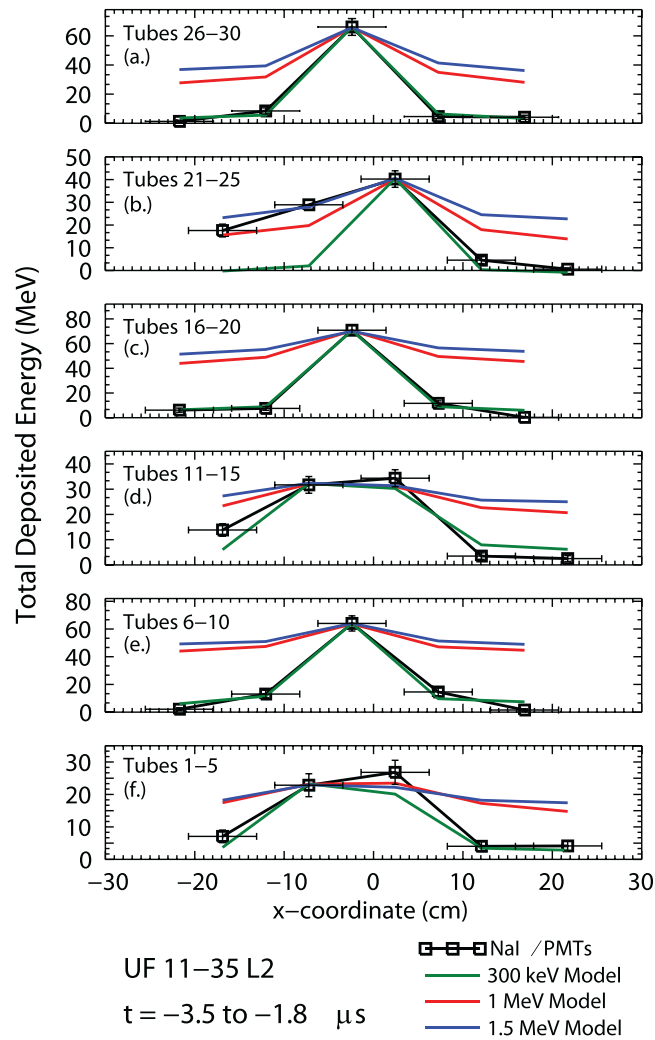 Total Deposited Energy (MeV)
Tubes 26−30
(a.)
60
40
20
0
Tubes 21−25
(b.)
50
40
30
20
10
0
Tubes 16−20
(c.)
80
60
40
20
0
Tubes 11−15
(d.)
40
30
20
10
0
Tubes 6−10
(e.)
80
60
40
20
0
Tubes 1−5
(f.)
30
20
10
0
−30 −20 −10 0 10 20 30
x−coordinate (cm)
UF 11−35 L2
t = −3.5 to −1.8 μs
NaI /PMTs
300 keV Model
1 MeV Model
1.5 MeV Model